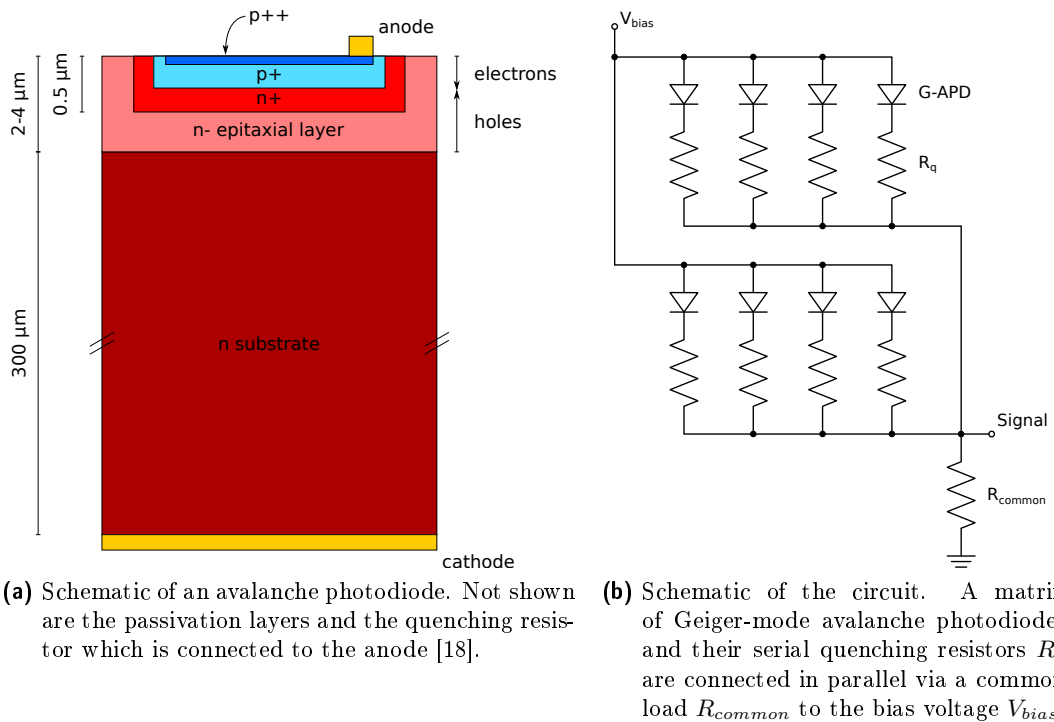 p++
anode
p+
electrons
n+
holes
n- epitaxial layer
0.5 μm
2-4 μm
300 μm
n substrate
cathode
(a) Schematic of an avalanche photodiode. Not shown
are the passivation layers and the quenching resis-
tor which is connected to the anode [18].
V_bias
G-APD
R_q
Signal
R_common
(b) Schematic of the circuit. A matrix
of Geiger-mode avalanche photodiode
and their serial quenching resistors R
are connected in parallel via a common
load R_common to the bias voltage V_bias